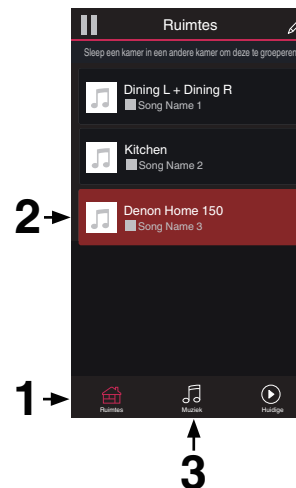 Ruimtes
Sleep een kamer in een andere kamer om deze te groeperen
Dining L + Dining R
Song Name 1
Kitchen
Song Name 2
2
Denon Home 150
Song Name 3
1
Ruimtes
Muziek
Huidige
3